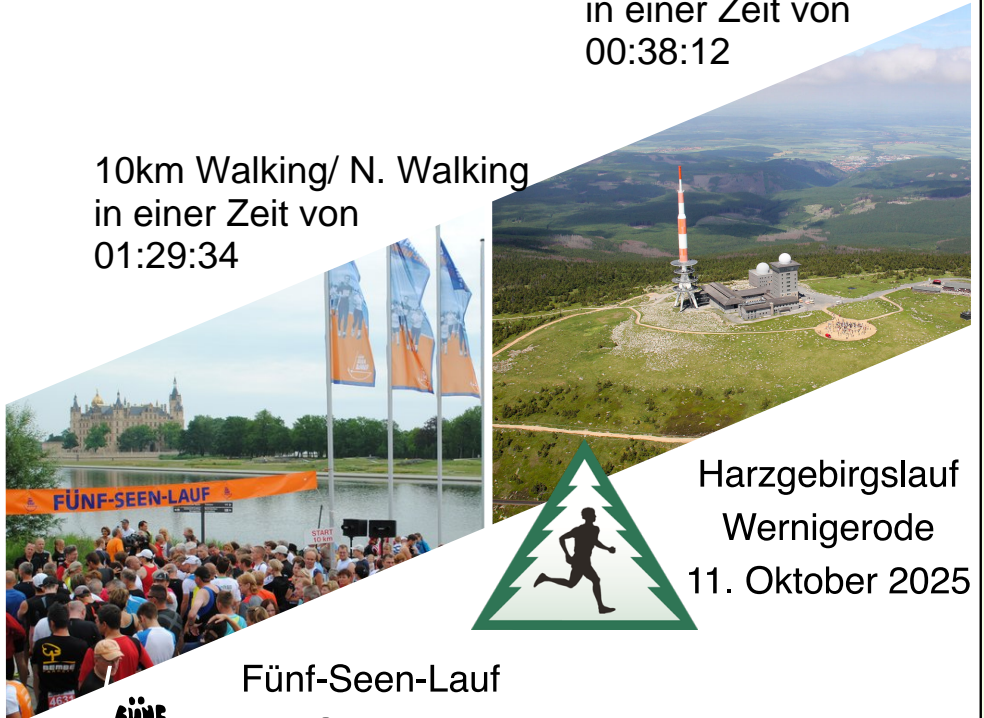 in einer Zeit von
00:38:12
10km Walking/ N. Walking
in einer Zeit von
01:29:34
FÜNF-SEEN-LAUF
START
10 km
Harzgebirgslauf
Wernigerode
11. Oktober 2025
Fünf-Seen-Lauf
FÜNF